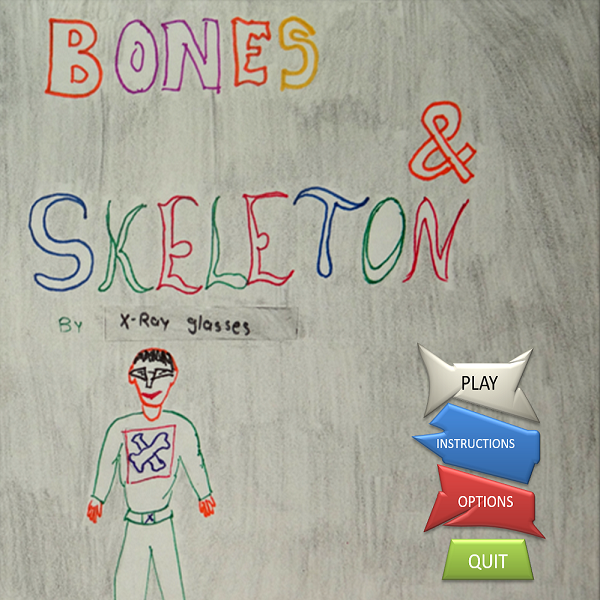 BONES
&
SKELETON
By X-Ray glasses
PLAY
INSTRUCTIONS
OPTIONS
QUIT